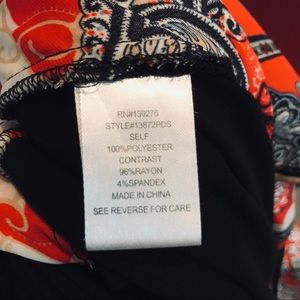 RN#139276
STYLE#13872PDS
SELF
100%POLYESTER
CONTRAST
96%RAYON
4%SPANDEX
MADE IN CHINA
SEE REVERSE FOR CARE